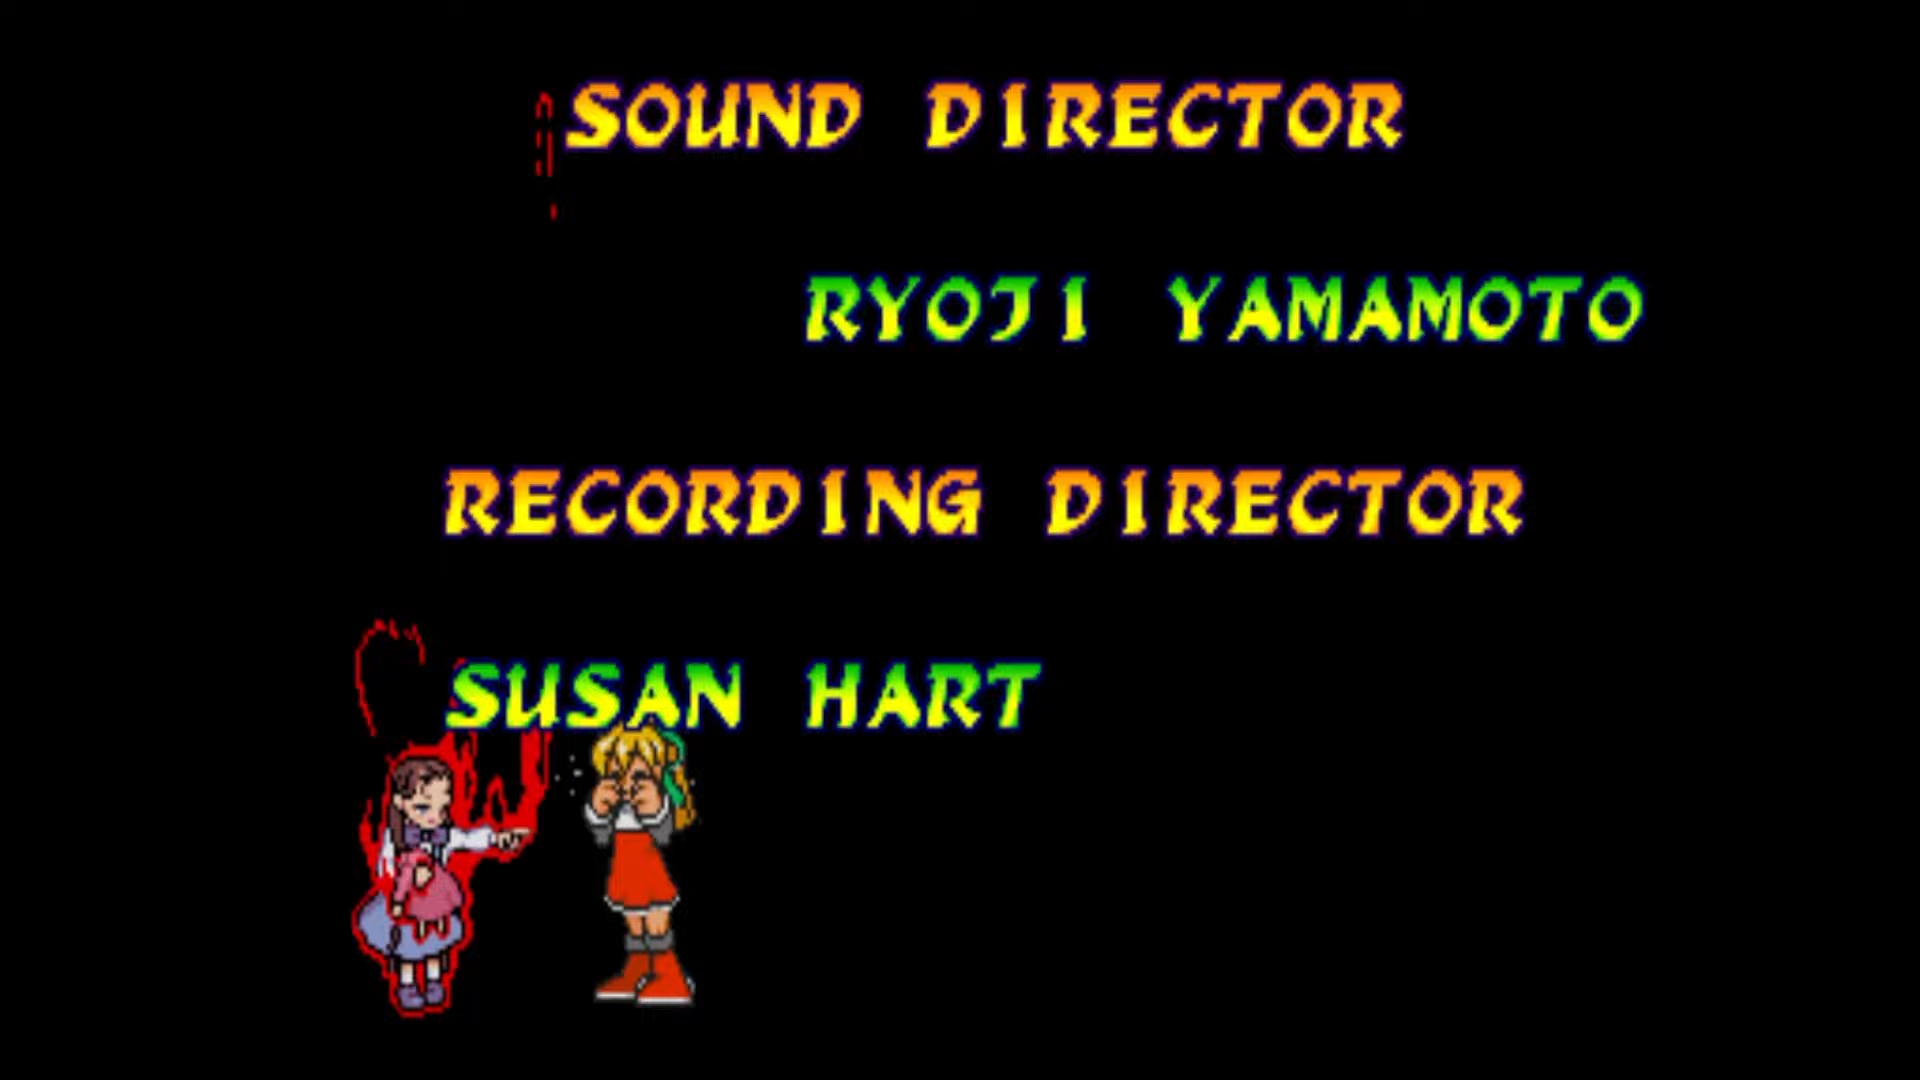 SOUND DIRECTOR
RYOJI YAMAMOTO
RECORDING DIRECTOR
SUSAN HART